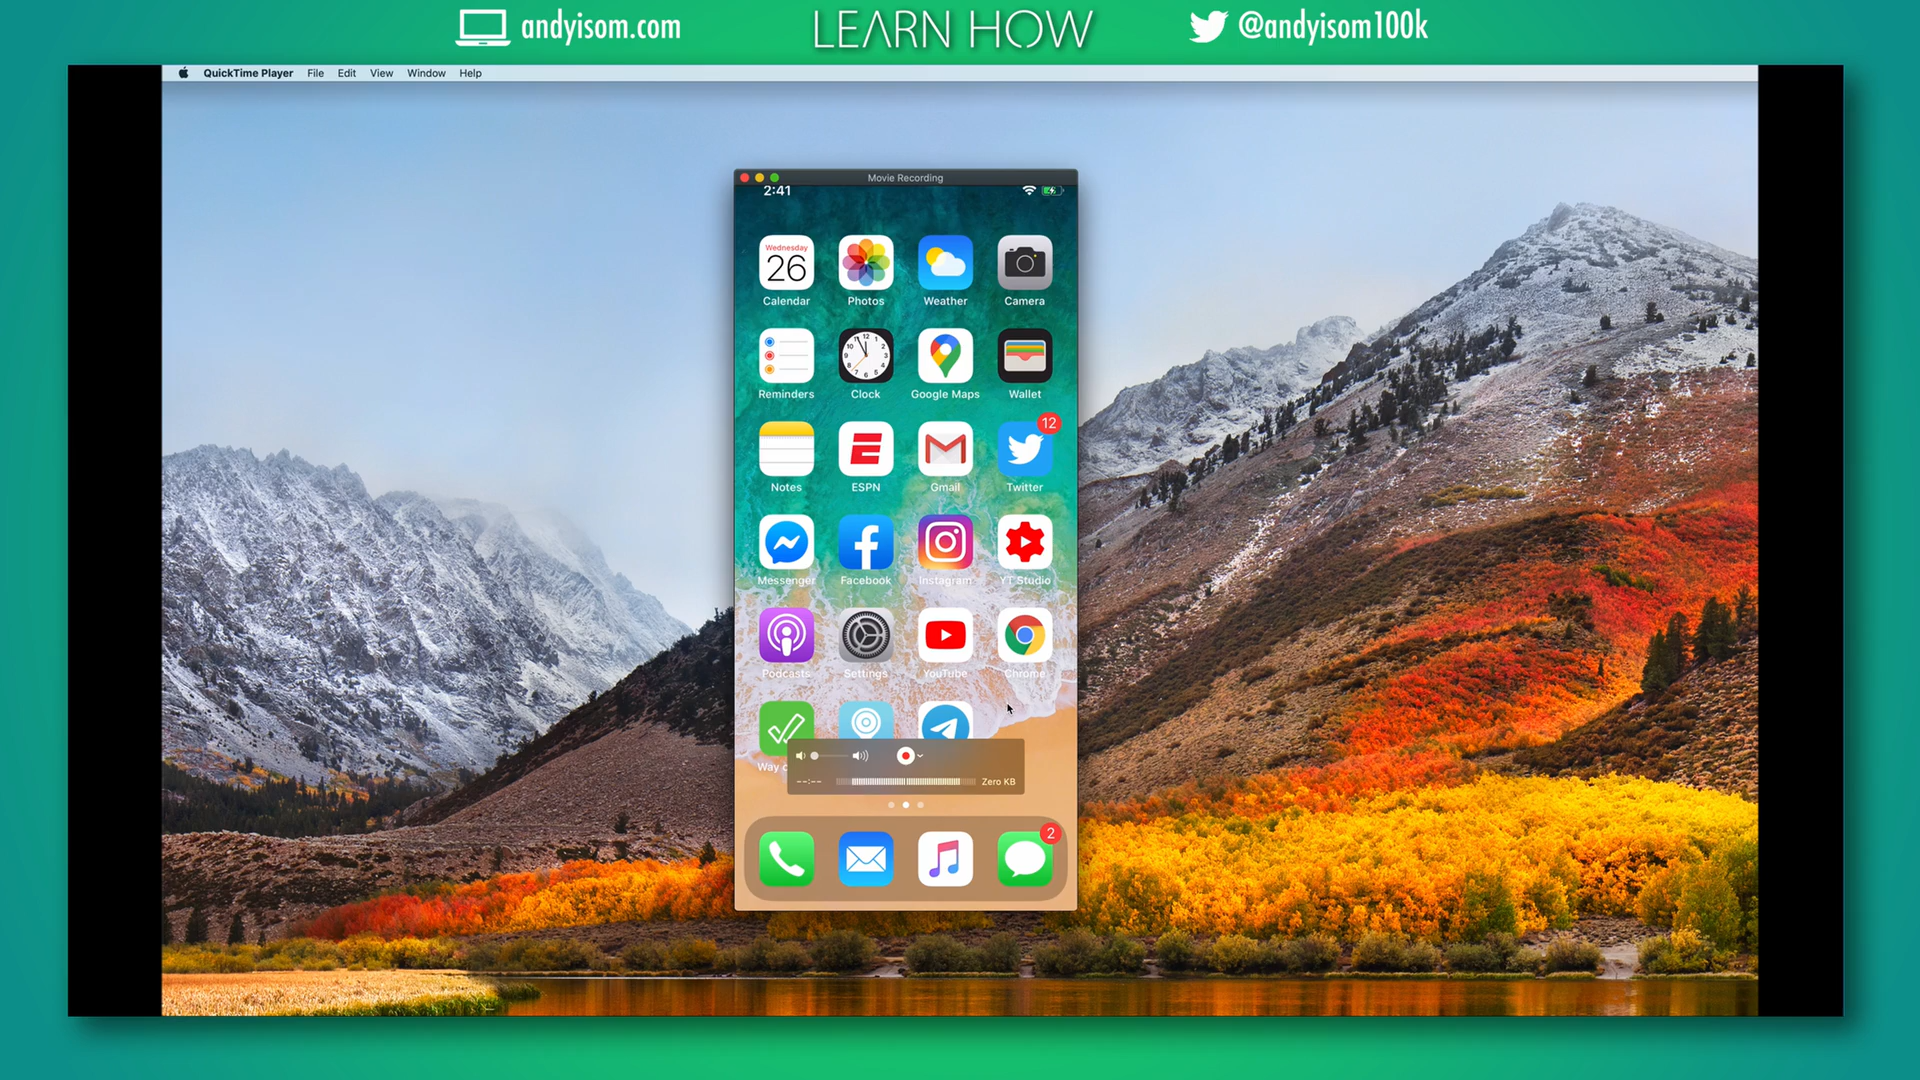 andyisom.com
LEARN HOW
@andyisom100k
QuickTime Player File Edit View Window Help
Movie Recording
2:41
Wednesday
26
Calendar Photos Weather Camera
Reminders Clock Google Maps Wallet
12
Notes ESPN Gmail Twitter
Messenger Facebook Instagram YT Studio
Podcasts Settings YouTube Chrome
Way
--:-- Zero KB
2